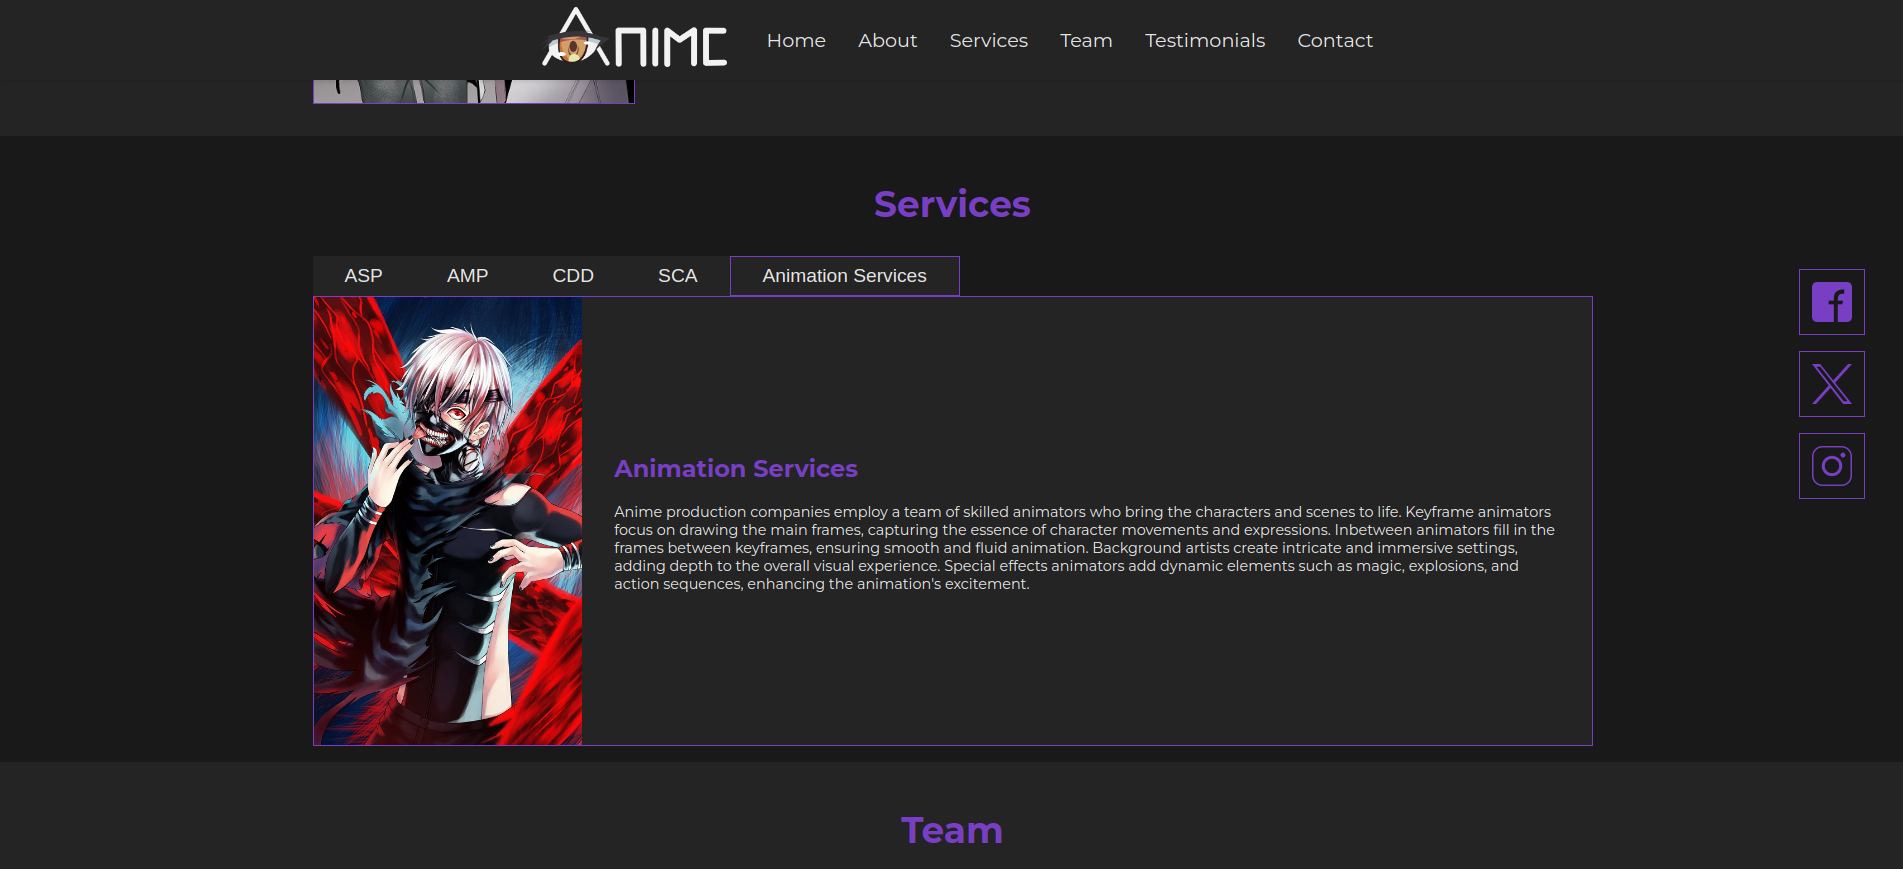 ANIME
Home
About
Services
Team
Testimonials
Contact
Services
ASP
AMP
CDD
SCA
Animation Services
Animation Services
Anime production companies employ a team of skilled animators who bring the characters and scenes to life. Keyframe animators
focus on drawing the main frames, capturing the essence of character movements and expressions. Inbetween animators fill in the
frames between keyframes, ensuring smooth and fluid animation. Background artists create intricate and immersive settings,
adding depth to the overall visual experience. Special effects animators add dynamic elements such as magic, explosions, and
action sequences, enhancing the animation's excitement.
Team